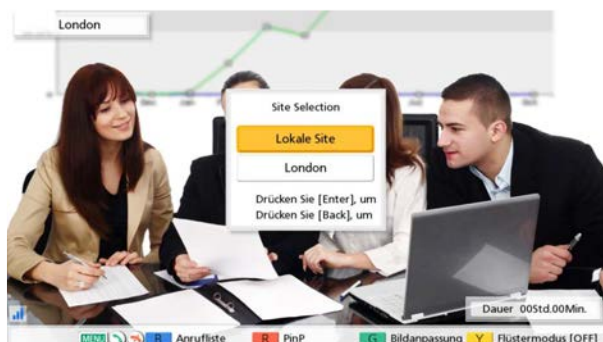 London
Site Selection
Lokale Site
London
Drücken Sie [Enter], um
Drücken Sie [Back], um
Dauer 00Std.00Min.
MENU B Anrufliste R PinP G Bildanpassung Y Flüstermodus [OFF]